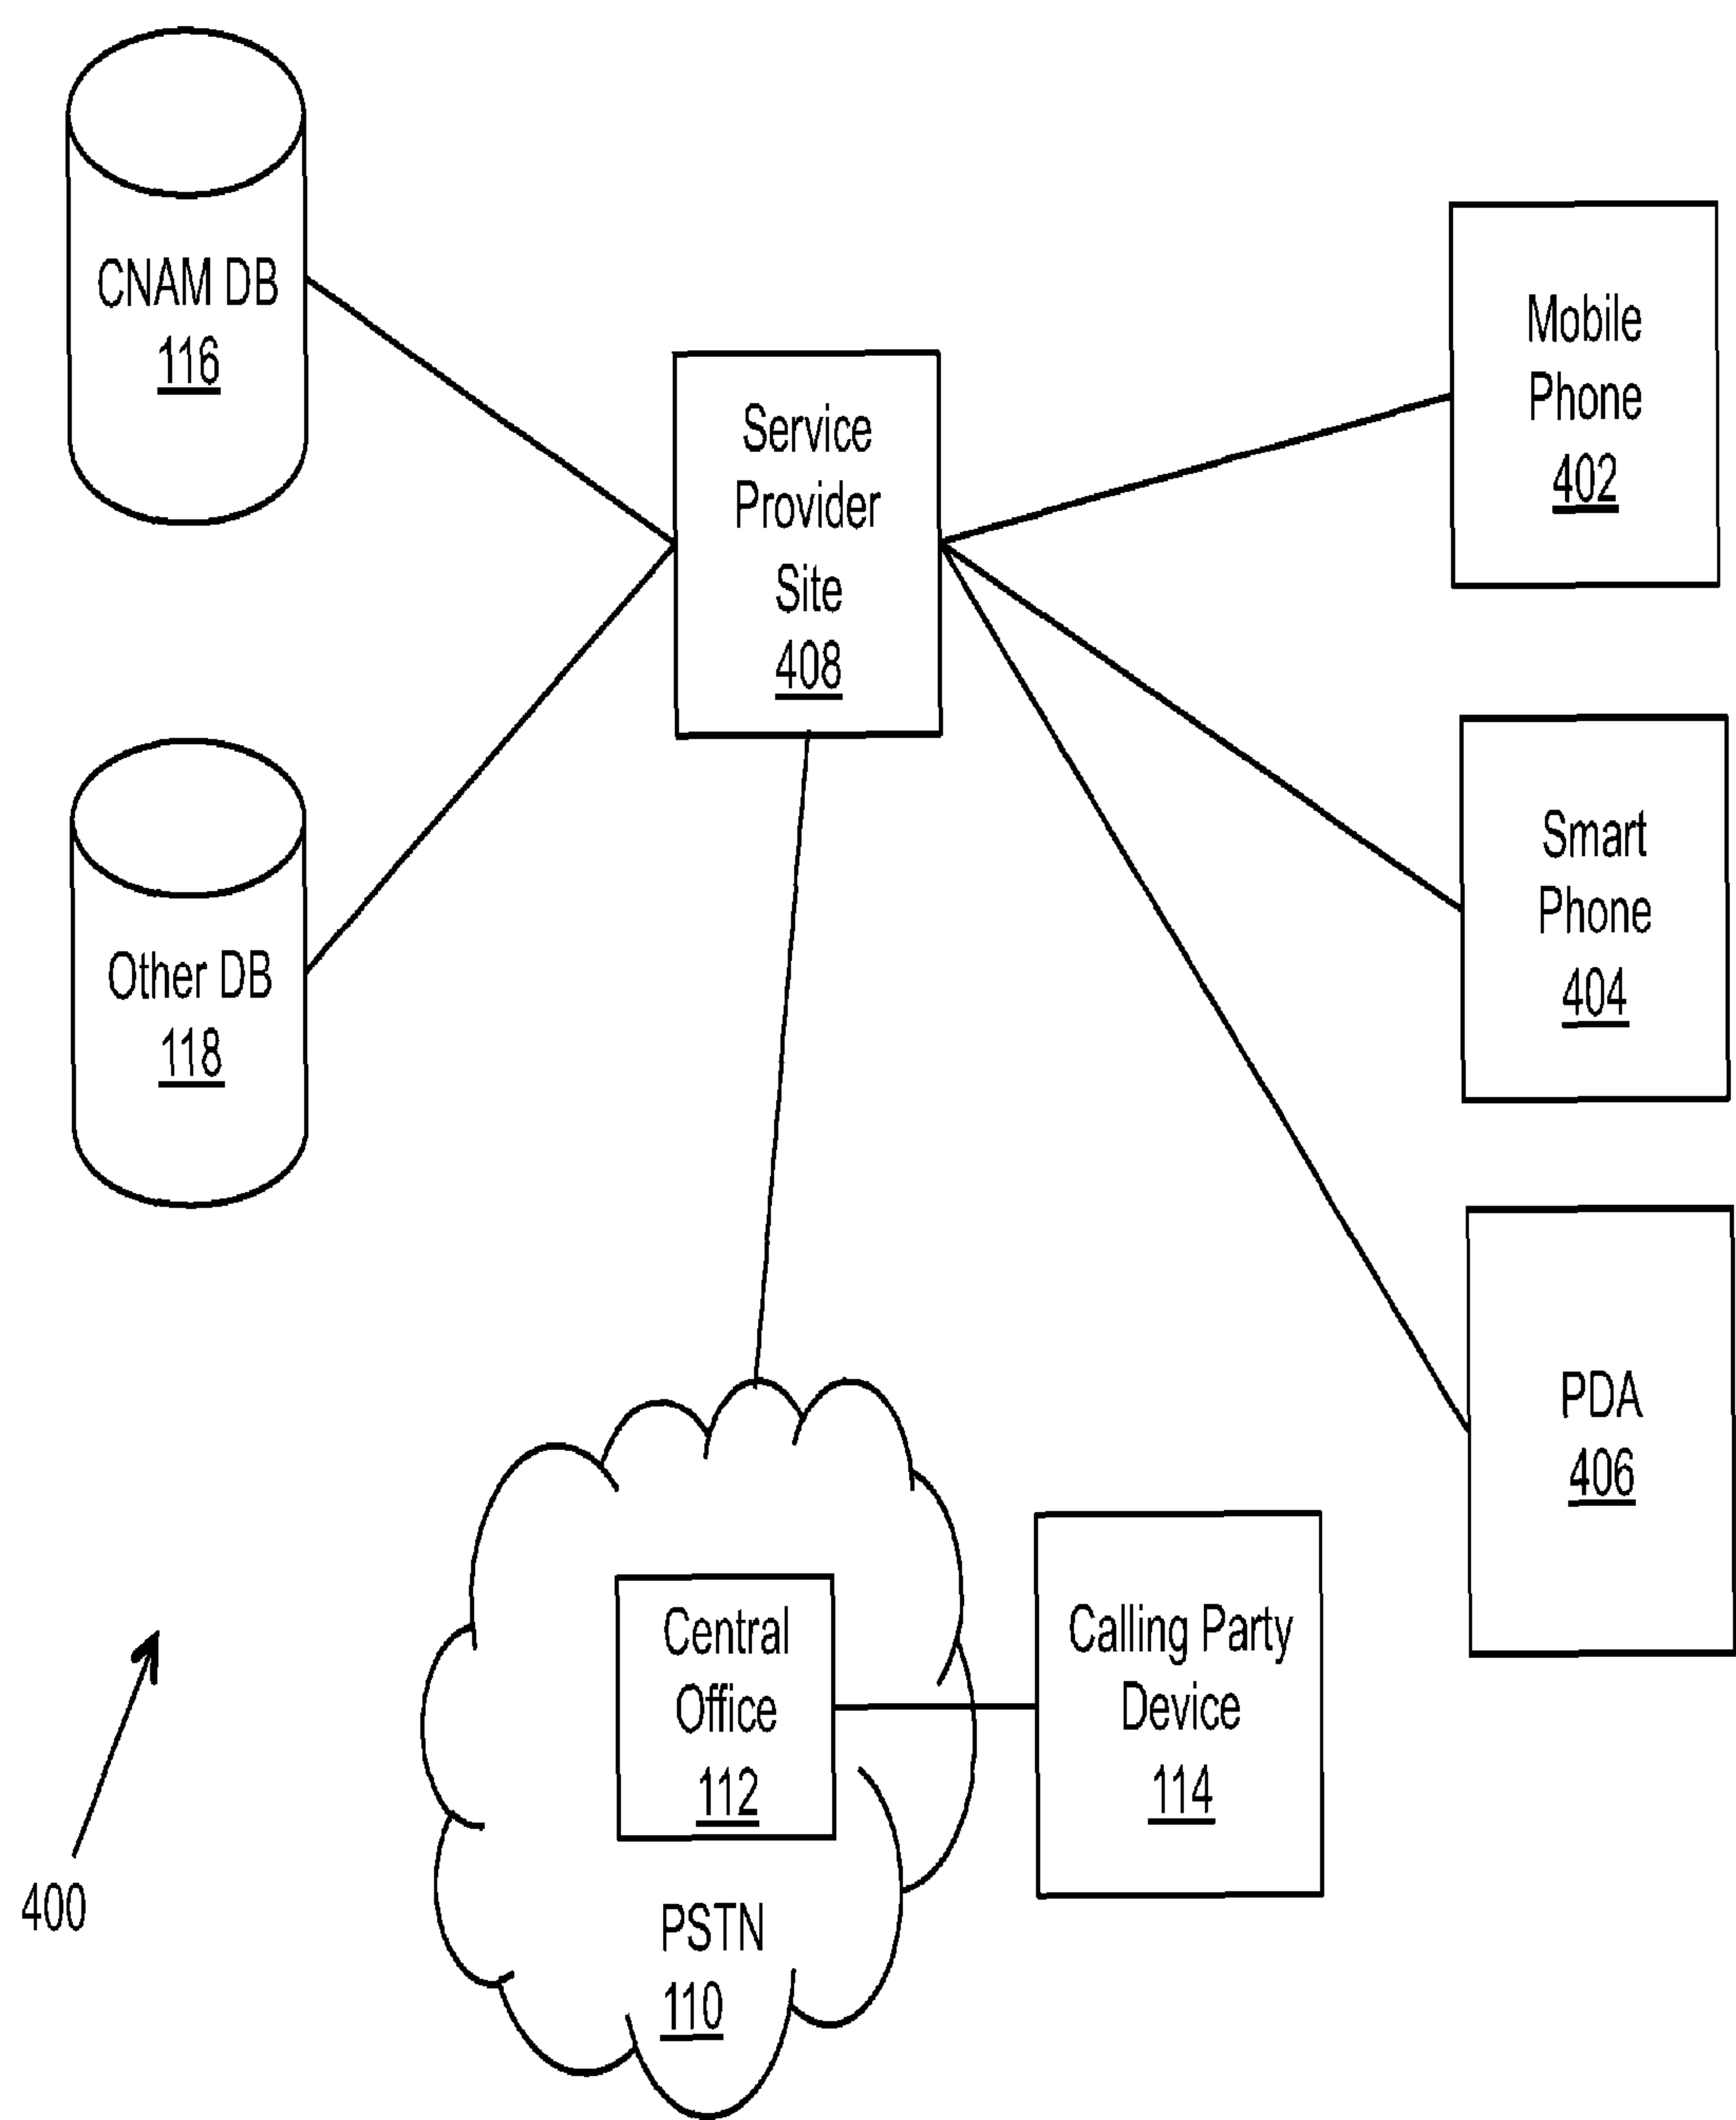 CNAM DB
116
Service
Provider
Site
408
Mobile
Phone
402
Other DB
118
Smart
Phone
404
PDA
406
Central
Office
112
Calling Party
Device
114
PSTN
110
400